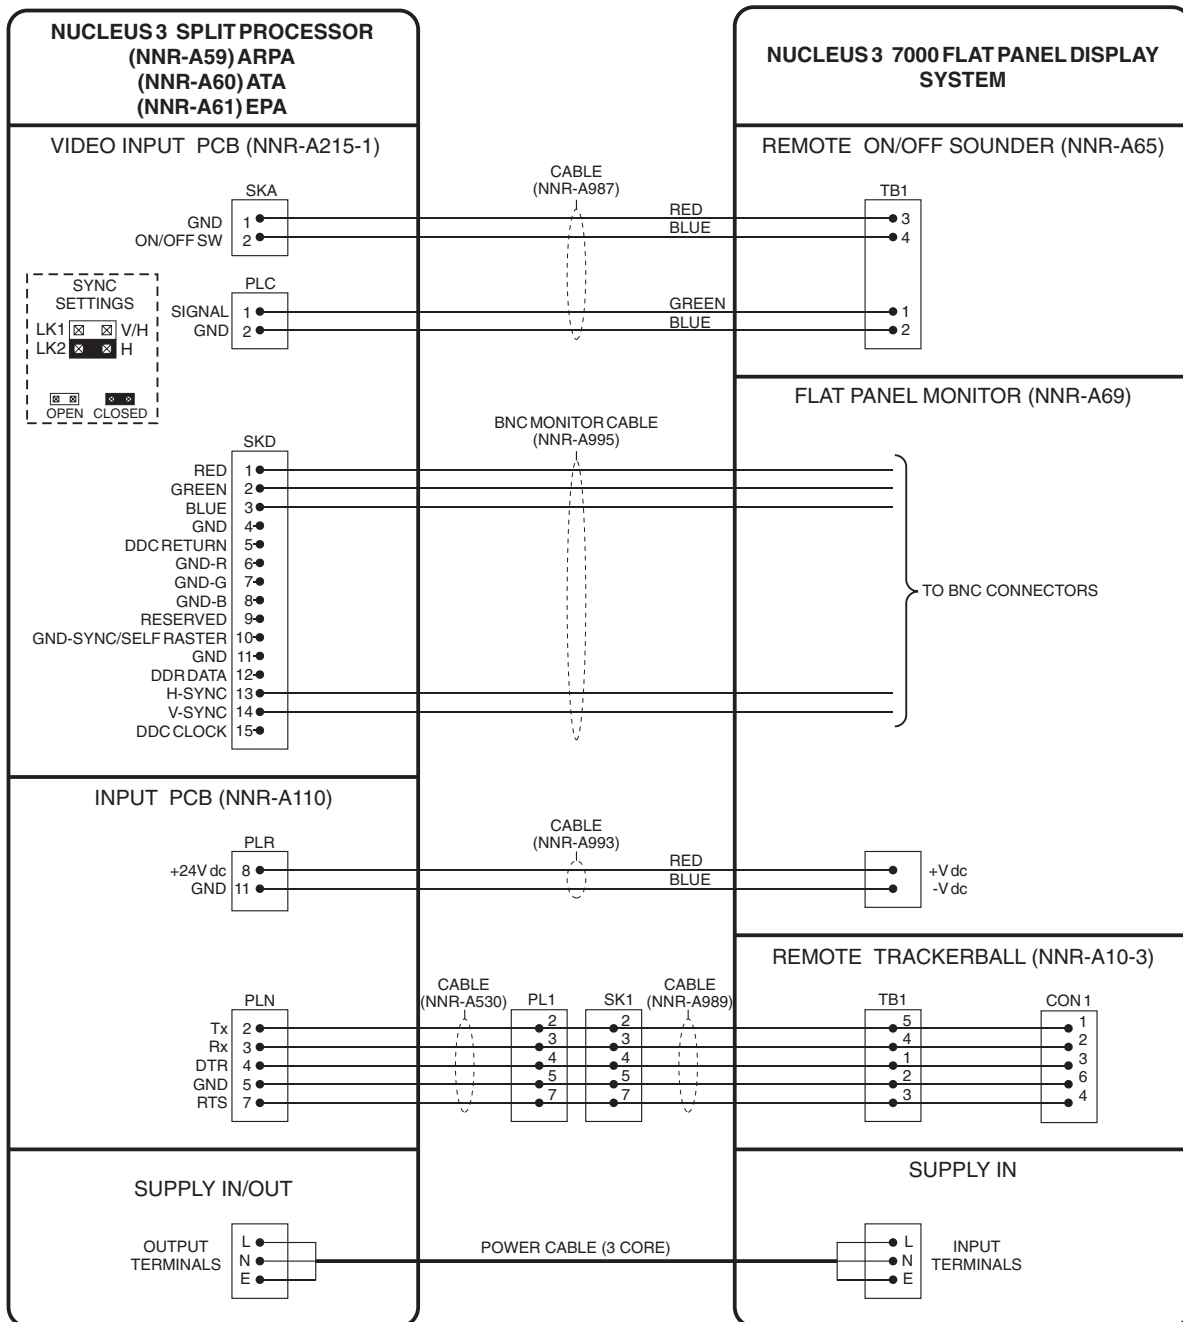 NUCLEUS 3 SPLIT PROCESSOR
(NNR-A59) ARPA
(NNR-A60) ATA
(NNR-A61) EPA
NUCLEUS 3 7000 FLAT PANEL DISPLAY
SYSTEM
VIDEO INPUT PCB (NNR-A215-1)
REMOTE ON/OFF SOUNDER (NNR-A65)
CABLE
(NNR-A987)
SKA
TB1
GND 1 RED 3
ON/OFF SW 2 BLUE 4
SYNC
SETTINGS
LK1 V/H
LK2 H
OPEN CLOSED
PLC
SIGNAL 1 GREEN 1
GND 2 BLUE 2
FLAT PANEL MONITOR (NNR-A69)
BNC MONITOR CABLE
(NNR-A995)
SKD
RED 1
GREEN 2
BLUE 3
GND 4
DDC RETURN 5
GND-R 6
GND-G 7
GND-B 8
RESERVED 9
GND-SYNC/SELF RASTER 10
GND 11
DDR DATA 12
H-SYNC 13
V-SYNC 14
DDC CLOCK 15
TO BNC CONNECTORS
INPUT PCB (NNR-A110)
CABLE
(NNR-A993)
PLR
+24V dc 8 RED +V dc
GND 11 BLUE -V dc
REMOTE TRACKERBALL (NNR-A10-3)
CABLE
(NNR-A530)
CABLE
(NNR-A989)
PLN PL1 SK1 TB1 CON 1
Tx 2 2 2 5 1
Rx 3 3 3 4 2
DTR 4 4 4 1 3
GND 5 5 5 2 6
RTS 7 7 7 3 4
SUPPLY IN/OUT
SUPPLY IN
OUTPUT
TERMINALS
L
N
E
POWER CABLE (3 CORE)
L
N
E
INPUT
TERMINALS